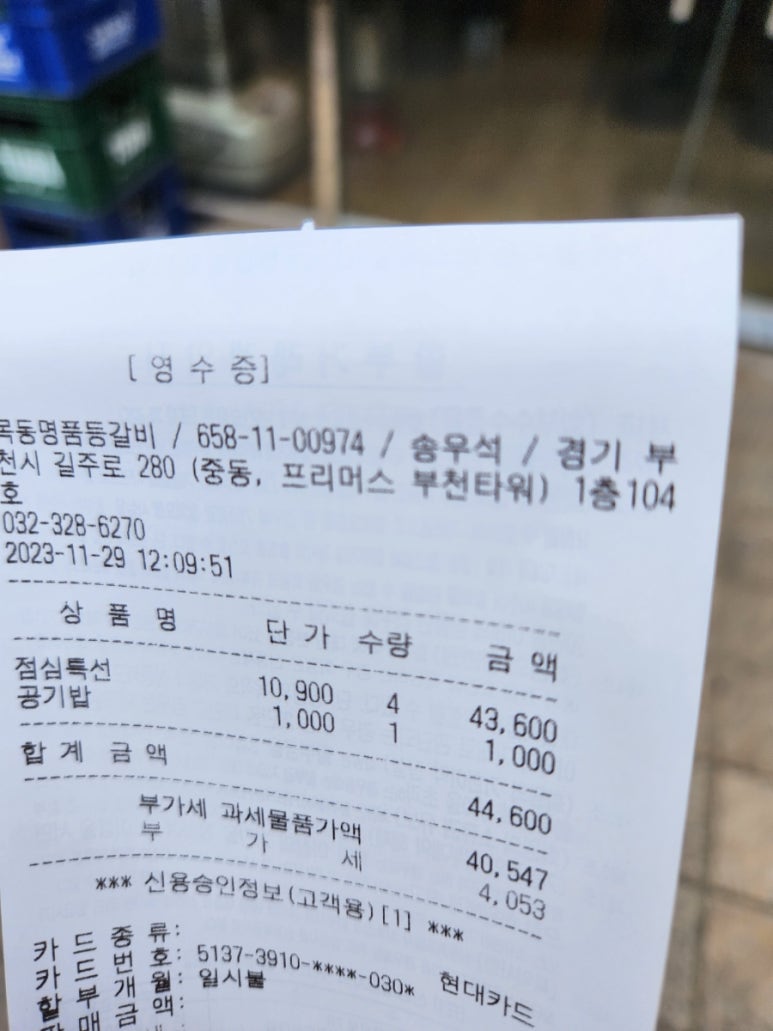 [영수증]
목동명품등갈비 / 658-11-00974 / 송우석 / 경기 부
천시 길주로 280 (중동, 프리머스 부천타워) 1층104
호
032-328-6270
2023-11-29 12:09:51
상 품 명 단 가 수량 금 액
점심특선 10,900 4 43,600
공기밥 1,000 1 1,000
합 계 금 액 44,600
부가세 과세물품가액 40,547
부 가 세 4,053
*** 신용승인정보(고객용)[1] ***
카 드 종 류: 현대카드
카 드 번 호: 5137-3910-****-030*
할 부 개 월: 일시불
판 매 금 액: